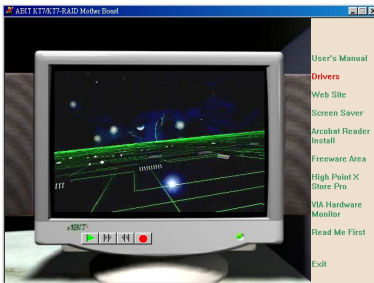 ABIT KT7/KT7-RAID Mother Board
User's Manual
Drivers
Web Site
Screen Saver
Arcobat Reader
Install
Freeware Area
High Point X
Store Pro
VIA Hardware
Monitor
Read Me First
Exit
ABIT